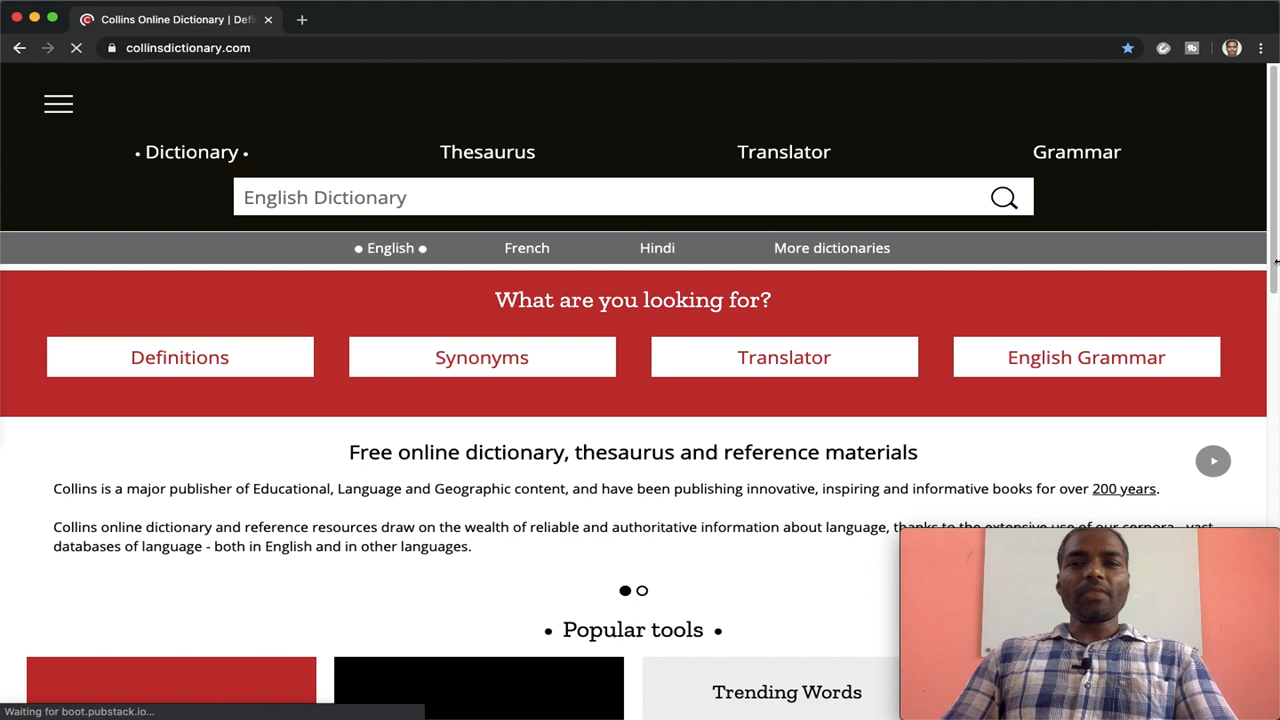 Collins Online Dictionary | Defi
collinsdictionary.com
• Dictionary •
Thesaurus
Translator
Grammar
English Dictionary
• English •
French
Hindi
More dictionaries
What are you looking for?
Definitions
Synonyms
Translator
English Grammar
Free online dictionary, thesaurus and reference materials
Collins is a major publisher of Educational, Language and Geographic content, and have been publishing innovative, inspiring and informative books for over 200 years.
Collins online dictionary and reference resources draw on the wealth of reliable and authoritative information about language, thanks to the extensive use of our corpora - vast
databases of language - both in English and in other languages.
• Popular tools •
Trending Words
Waiting for boot.pubstack.io...